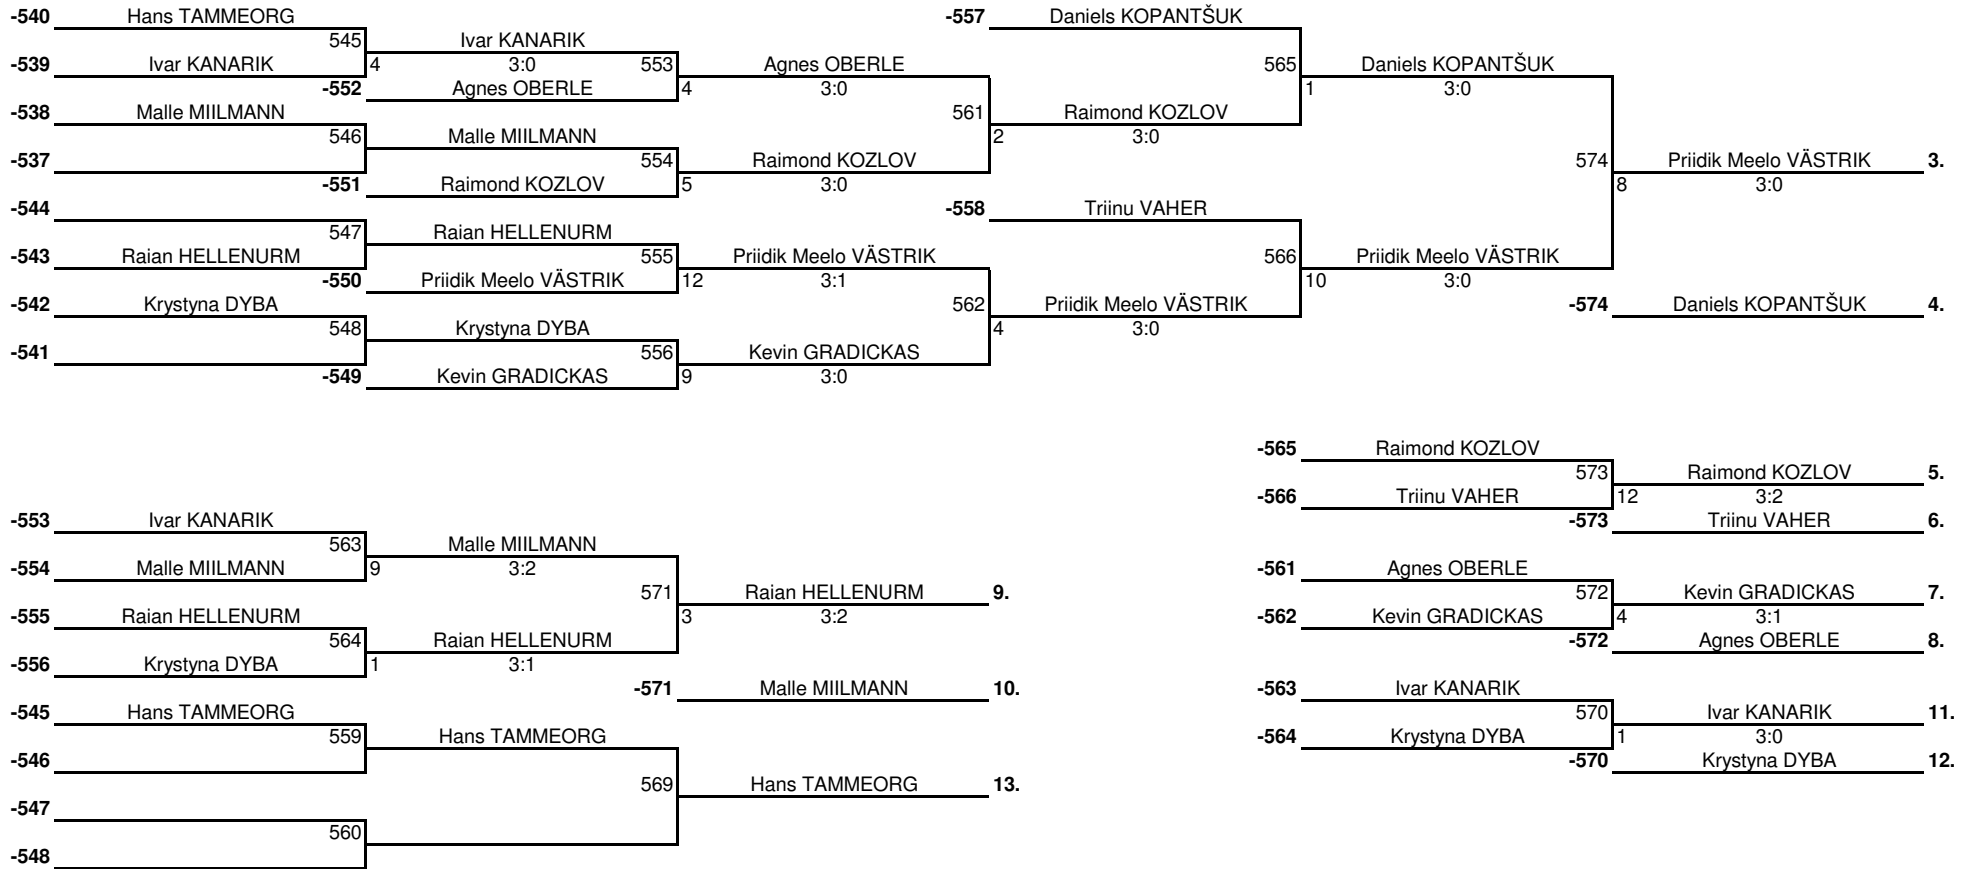 -540 Hans TAMMEORG -557 Daniels KOPANTŠUK
545 Ivar KANARIK
-539 Ivar KANARIK 4 3:0 553 Agnes OBERLE 565 Daniels KOPANTŠUK
-552 Agnes OBERLE 4 3:0 1 3:0
-538 Malle MIILMANN 561 Raimond KOZLOV
546 Malle MIILMANN 2 3:0
-537 554 Raimond KOZLOV 574 Priidik Meelo VÄSTRIK 3.
-551 Raimond KOZLOV 5 3:0 8 3:0
-544 -558 Triinu VAHER
547 Raian HELLENURM
-543 Raian HELLENURM 555 Priidik Meelo VÄSTRIK 566 Priidik Meelo VÄSTRIK
-550 Priidik Meelo VÄSTRIK 12 3:1 10 3:0
-542 Krystyna DYBA 562 Priidik Meelo VÄSTRIK -574 Daniels KOPANTŠUK 4.
548 Krystyna DYBA 4 3:0
-541 556 Kevin GRADICKAS
-549 Kevin GRADICKAS 9 3:0
-565 Raimond KOZLOV
573 Raimond KOZLOV 5.
-566 Triinu VAHER 12 3:2
-553 Ivar KANARIK -573 Triinu VAHER 6.
563 Malle MIILMANN
-554 Malle MIILMANN 9 3:2 -561 Agnes OBERLE
571 Raian HELLENURM 9. 572 Kevin GRADICKAS 7.
-555 Raian HELLENURM 3 3:2 -562 Kevin GRADICKAS 4 3:1
564 Raian HELLENURM -572 Agnes OBERLE 8.
-556 Krystyna DYBA 1 3:1
-571 Malle MIILMANN 10. -563 Ivar KANARIK
-545 Hans TAMMEORG 570 Ivar KANARIK 11.
559 Hans TAMMEORG -564 Krystyna DYBA 1 3:0
-546 -570 Krystyna DYBA 12.
569 Hans TAMMEORG 13.
-547
560
-548